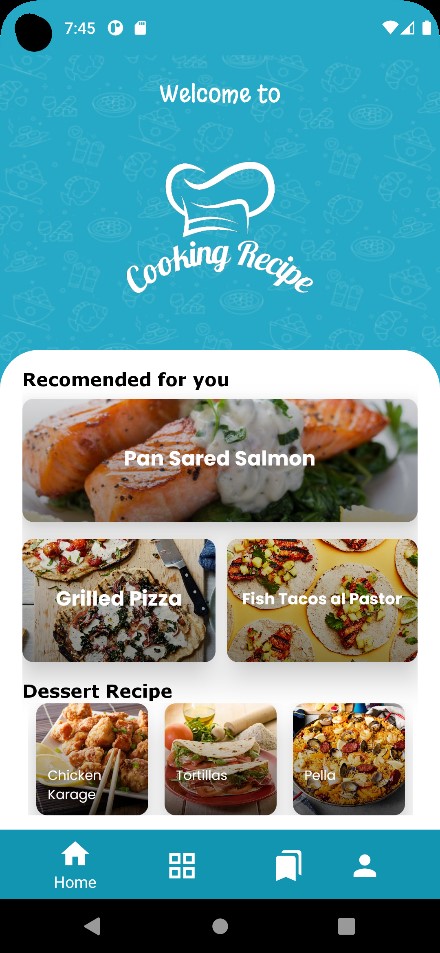 7:45
Welcome to
Cooking Recipe
Recomended for you
Pan Sared Salmon
Grilled Pizza
Fish Tacos al Pastor
Dessert Recipe
Chicken
Karage
Tortillas
Pella
Home